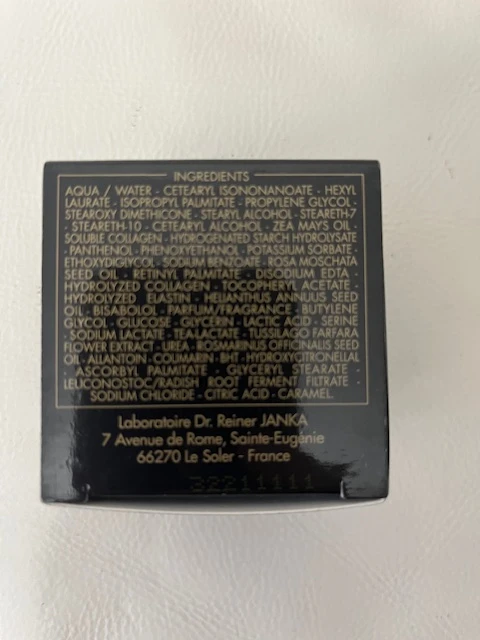 INGREDIENTS
AQUA / WATER - CETEARYL ISONONANOATE - HEXYL
LAURATE - ISOPROPYL PALMITATE - PROPYLENE GLYCOL -
STEAROXY DIMETHICONE - STEARYL ALCOHOL - STEARETH-7
- STEARETH-10 - CETEARYL ALCOHOL - ZEA MAYS OIL -
SOLUBLE COLLAGEN - HYDROGENATED STARCH HYDROLYSATE
- PANTHENOL - PHENOXYETHANOL - POTASSIUM SORBATE -
ETHOXYDIGLYCOL - SODIUM BENZOATE - ROSA MOSCHATA
SEED OIL - RETINYL PALMITATE - DISODIUM EDTA -
HYDROLYZED COLLAGEN - TOCOPHERYL ACETATE -
HYDROLYZED ELASTIN - HELIANTHUS ANNUUS SEED
OIL - BISABOLOL - PARFUM/FRAGRANCE - BUTYLENE
GLYCOL - GLUCOSE - GLYCERIN - LACTIC ACID - SERINE
- SODIUM LACTATE - TEA-LACTATE - TUSSILAGO FARFARA
FLOWER EXTRACT - UREA - ROSMARINUS OFFICINALIS SEED
OIL - ALLANTOIN - COUMARIN - BHT - HYDROXYCITRONELLAL
- ASCORBYL PALMITATE - GLYCERYL STEARATE -
LEUCONOSTOC/RADISH ROOT FERMENT FILTRATE -
SODIUM CHLORIDE - CITRIC ACID - CARAMEL.
Laboratoire Dr. Reiner JANKA
7 Avenue de Rome, Sainte-Eugénie
66270 Le Soler - France
32211111